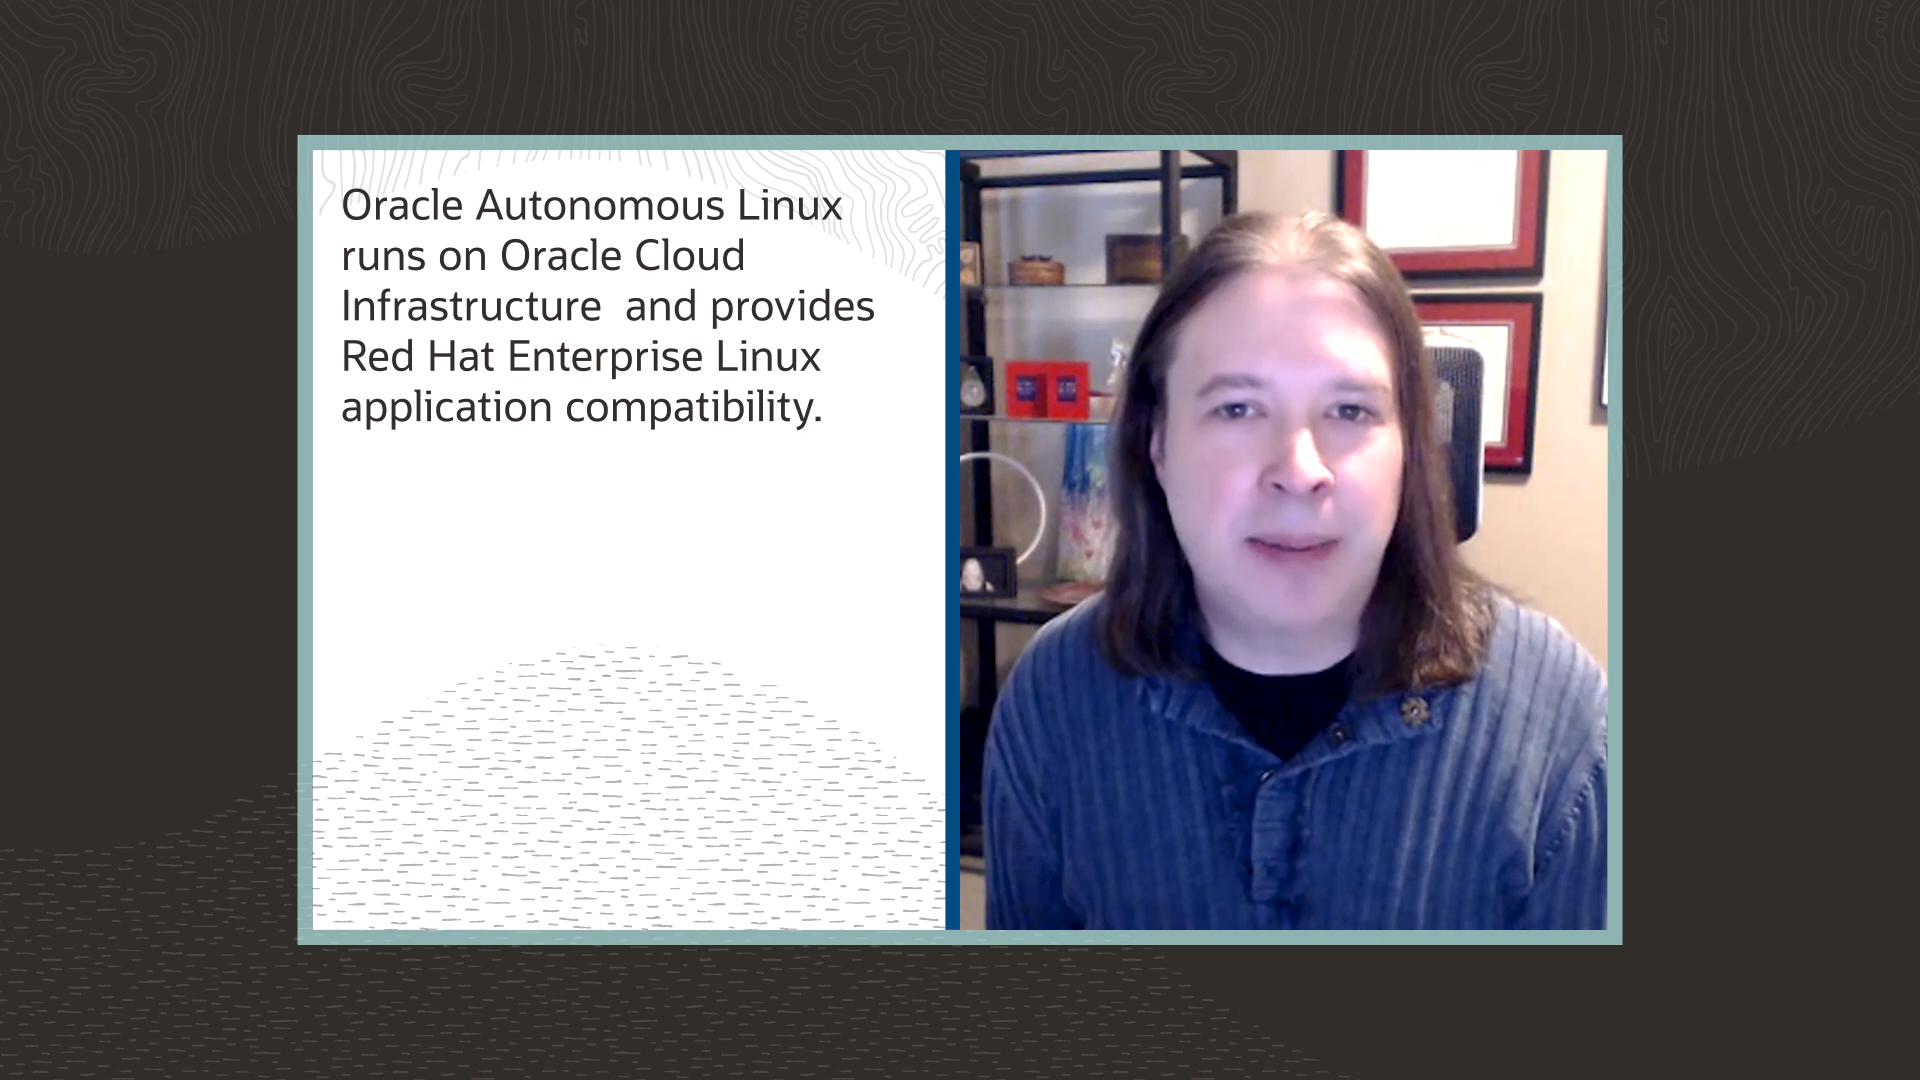 Oracle Autonomous Linux
runs on Oracle Cloud
Infrastructure  and provides
Red Hat Enterprise Linux
application compatibility.